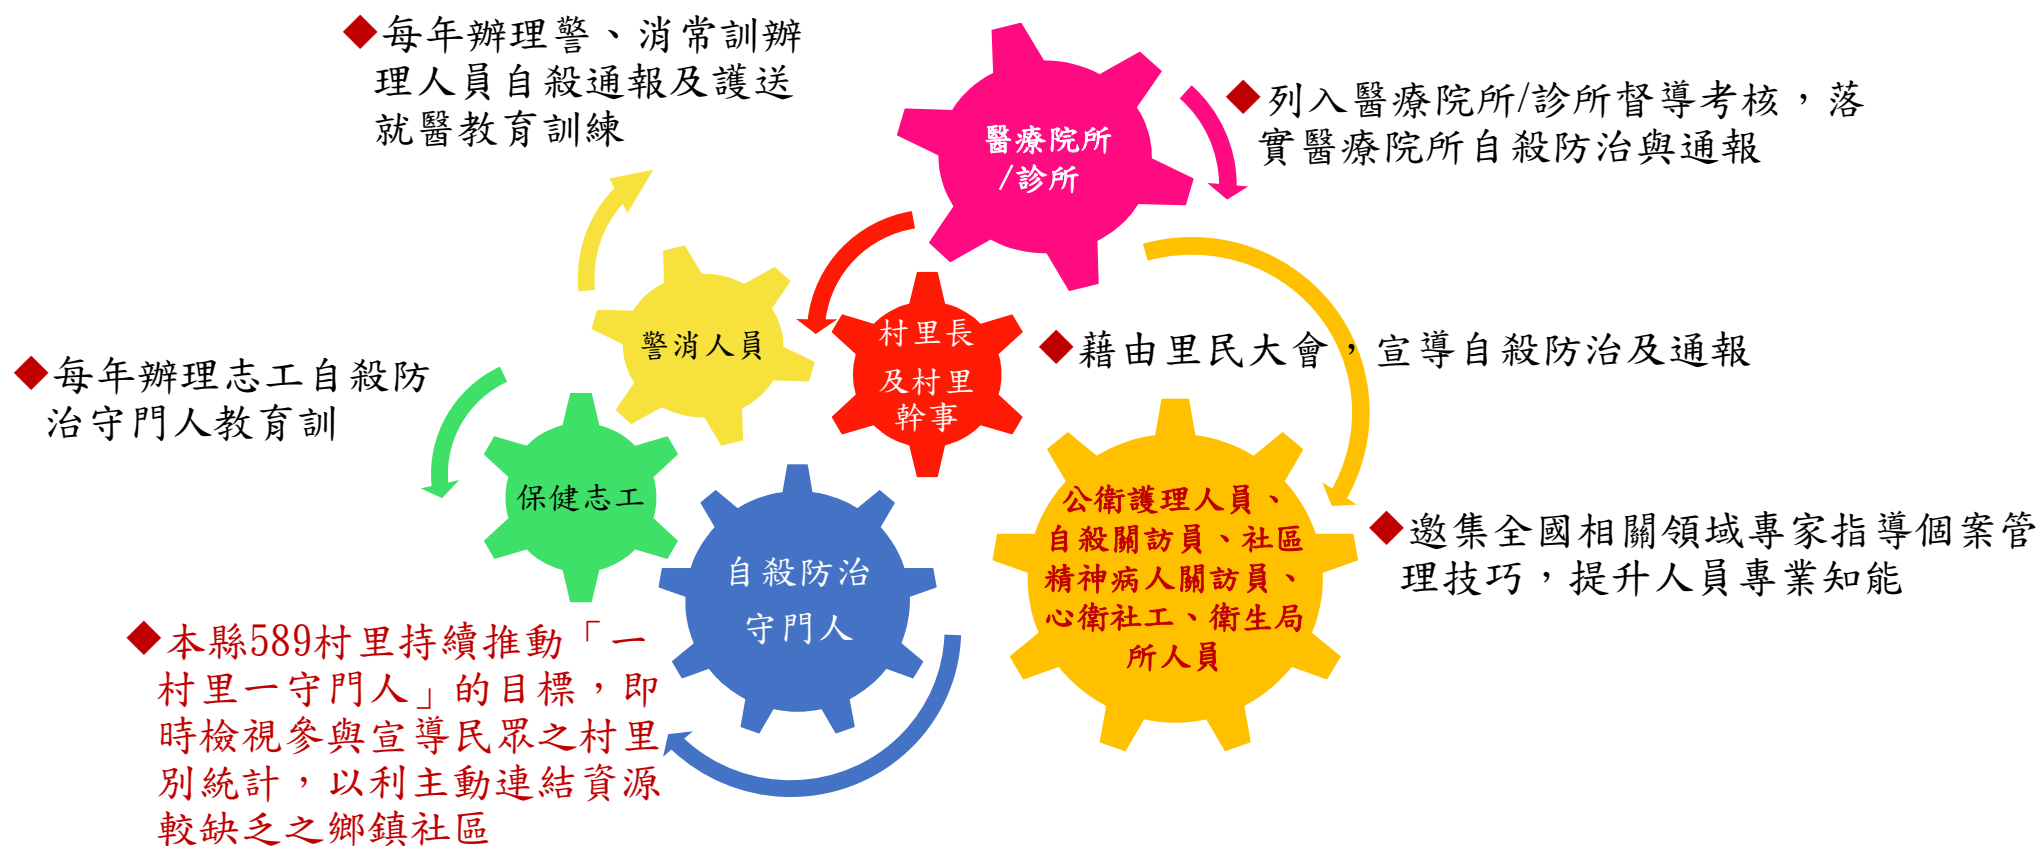 ◆每年辦理警、消常訓辦
理人員自殺通報及護送
就醫教育訓練
醫療院所
/診所
◆列入醫療院所/診所督導考核，落
實醫療院所自殺防治與通報
警消人員
村里長
及村里
幹事
◆藉由里民大會，宣導自殺防治及通報
◆每年辦理志工自殺防
治守門人教育訓
保健志工
自殺防治
守門人
公衛護理人員、
自殺關訪員、社區
精神病人關訪員、
心衛社工、衛生局
所人員
◆邀集全國相關領域專家指導個案管
理技巧，提升人員專業知能
◆本縣589村里持續推動「一
村里一守門人」的目標，即
時檢視參與宣導民眾之村里
別統計，以利主動連結資源
較缺乏之鄉鎮社區